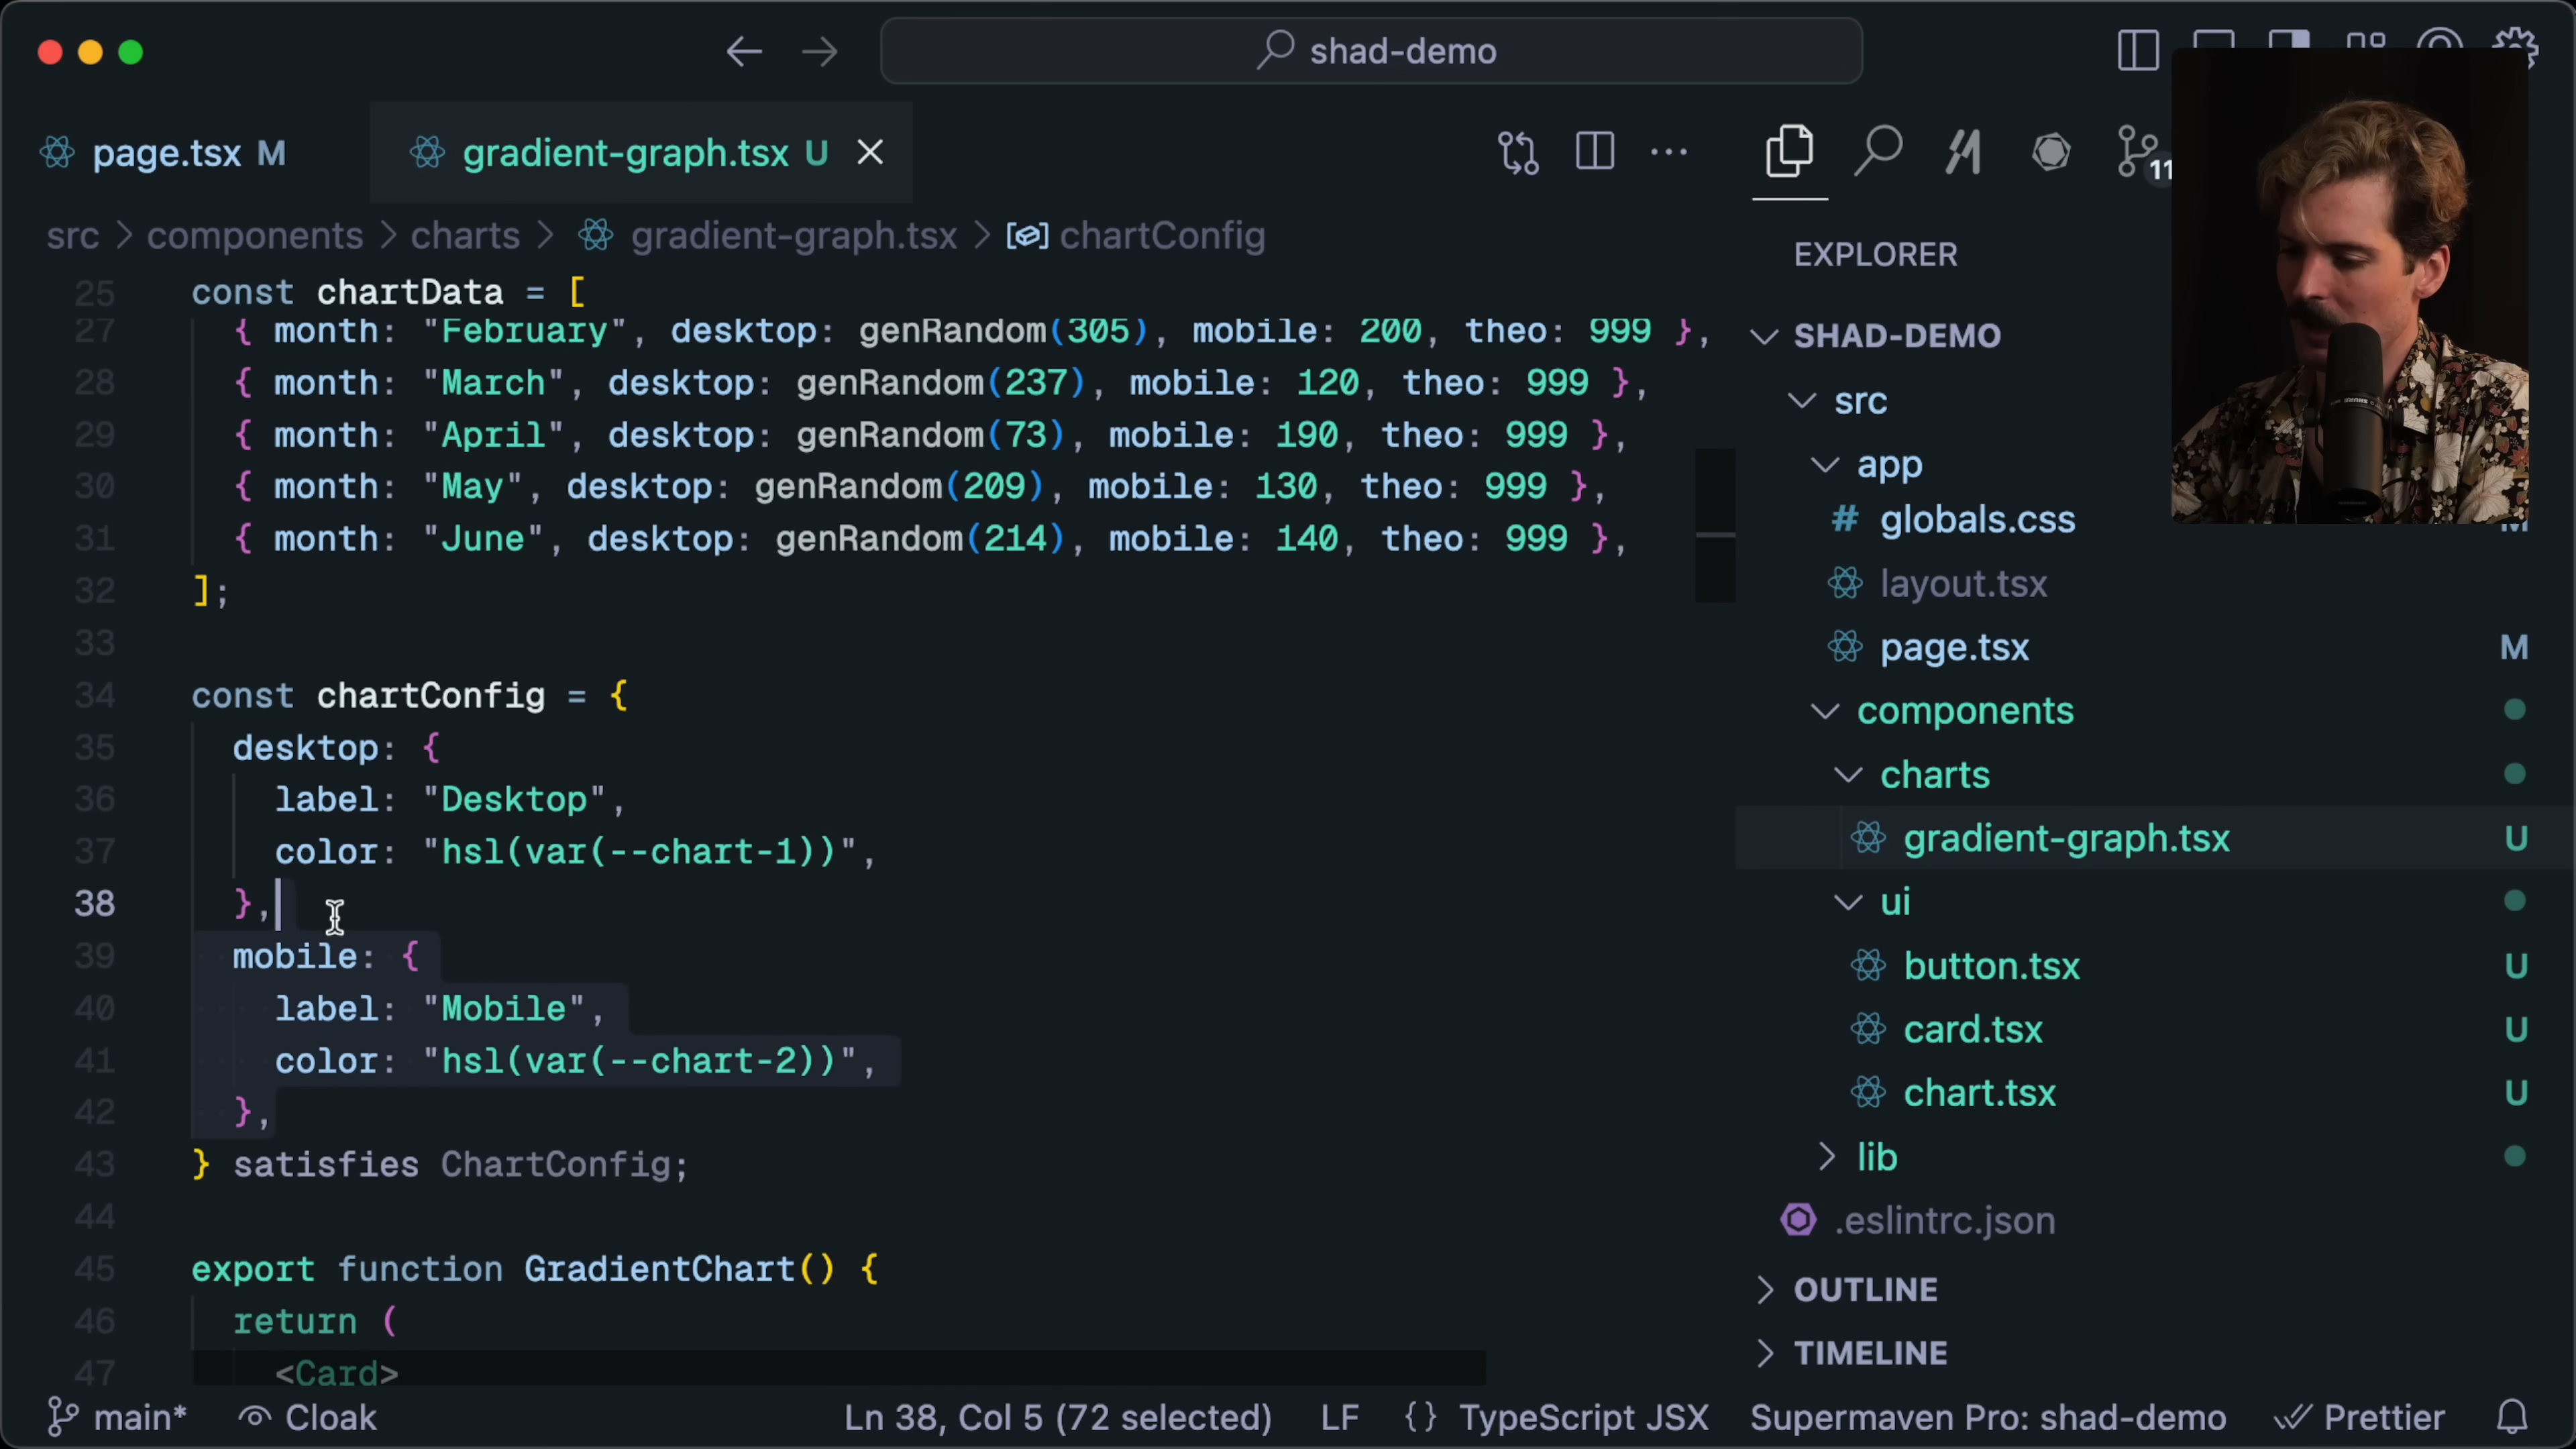 shad-demo
page.tsx M
gradient-graph.tsx U
11
src > components > charts > gradient-graph.tsx > chartConfig
25 const chartData = [
27 { month: "February", desktop: genRandom(305), mobile: 200, theo: 999 },
28 { month: "March", desktop: genRandom(237), mobile: 120, theo: 999 },
29 { month: "April", desktop: genRandom(73), mobile: 190, theo: 999 },
30 { month: "May", desktop: genRandom(209), mobile: 130, theo: 999 },
31 { month: "June", desktop: genRandom(214), mobile: 140, theo: 999 },
32 ];
33
34 const chartConfig = {
35 desktop: {
36 label: "Desktop",
37 color: "hsl(var(--chart-1))",
38 },
39 mobile: {
40 label: "Mobile",
41 color: "hsl(var(--chart-2))",
42 },
43 } satisfies ChartConfig;
44
45 export function GradientChart() {
46 return (
47 <Card>
EXPLORER
SHAD-DEMO
src
app
# globals.css M
layout.tsx
page.tsx M
components
charts
gradient-graph.tsx U
ui
button.tsx U
card.tsx U
chart.tsx U
lib
.eslintrc.json
OUTLINE
TIMELINE
main* Cloak Ln 38, Col 5 (72 selected) LF {} TypeScript JSX Supermaven Pro: shad-demo Prettier